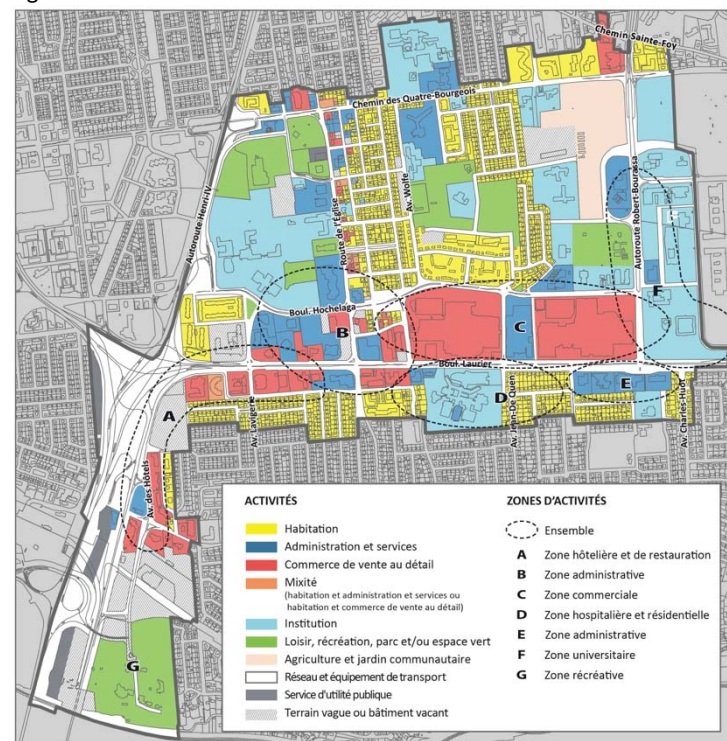 Chemin Sainte-Foy
Chemin des Quatre-Bourgeois
Autoroute Henri-IV
Route de l'Église
Av. Wolfe
Autoroute Robert-Bourassa
F
Boul. Hochelaga
B
C
Boul. Laurier
A
Av. Lavigerie
D
Av. Jean-De Quen
E
Av. Charles-Huot
Av. des Hôtels
G
ACTIVITÉS
Habitation
Administration et services
Commerce de vente au détail
Mixité
(habitation et administration et services ou
habitation et commerce de vente au détail)
Institution
Loisir, récréation, parc et/ou espace vert
Agriculture et jardin communautaire
Réseau et équipement de transport
Service d'utilité publique
Terrain vague ou bâtiment vacant
ZONES D'ACTIVITÉS
Ensemble
A Zone hôtelière et de restauration
B Zone administrative
C Zone commerciale
D Zone hospitalière et résidentielle
E Zone administrative
F Zone universitaire
G Zone récréative